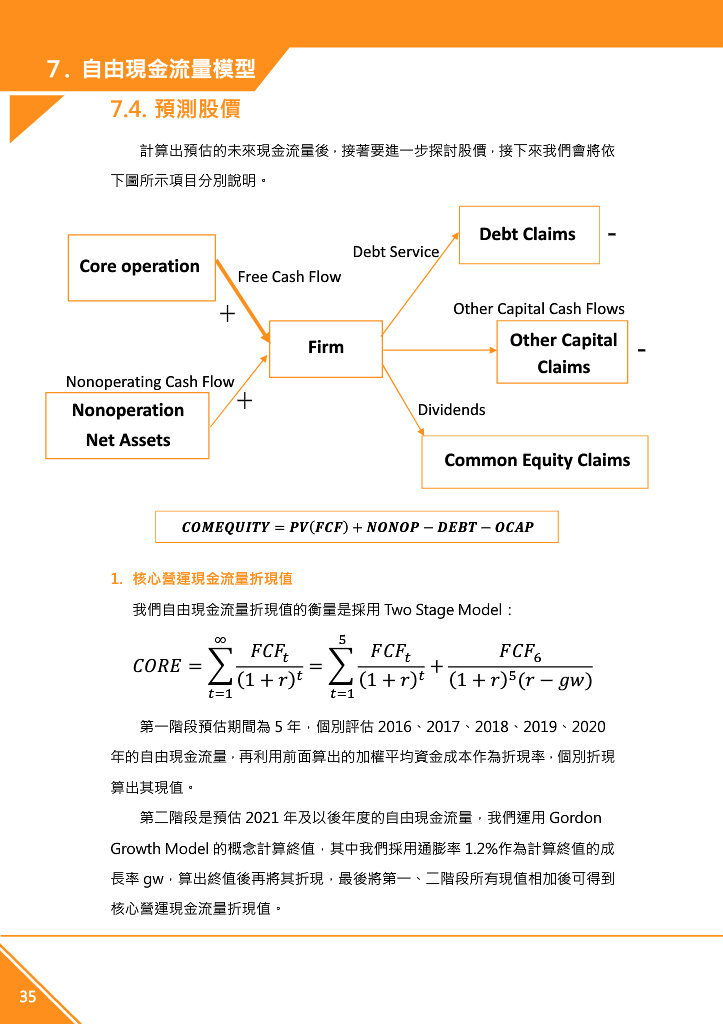 7. 自由現金流量模型
7.4. 預測股價
計算出預估的未來現金流量後，接著要進一步探討股價，接下來我們會將依
下圖所示項目分別說明。
Core operation
Free Cash Flow
+
Debt Service
Debt Claims
-
Firm
Other Capital Cash Flows
Other Capital
Claims
-
Nonoperating Cash Flow
+
Nonoperation
Net Assets
Dividends
Common Equity Claims
COMEQUITY = PV(FCF) + NONOP − DEBT − OCAP
1. 核心營運現金流量折現值
我們自由現金流量折現值的衡量是採用 Two Stage Model：
CORE = ∑_{t=1}^{∞} FCF_t / (1 + r)^t = ∑_{t=1}^{5} FCF_t / (1 + r)^t + FCF_6 / (1 + r)^5(r − gw)
第一階段預估期間為 5 年，個別評估 2016、2017、2018、2019、2020
年的自由現金流量，再利用前面算出的加權平均資金成本作為折現率，個別折現
算出其現值。
第二階段是預估 2021 年及以後年度的自由現金流量，我們運用 Gordon
Growth Model 的概念計算終值，其中我們採用通膨率 1.2%作為計算終值的成
長率 gw，算出終值後再將其折現，最後將第一、二階段所有現值相加後可得到
核心營運現金流量折現值。
35